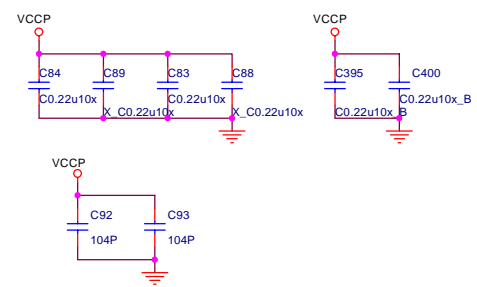 VCCP
VCCP
C84
C89
C83
C88
C395
C400
C0.22u10x
X_C0.22u10x
C0.22u10x
X_C0.22u10x
C0.22u10x_B
C0.22u10x_B
VCCP
C92
C93
104P
104P